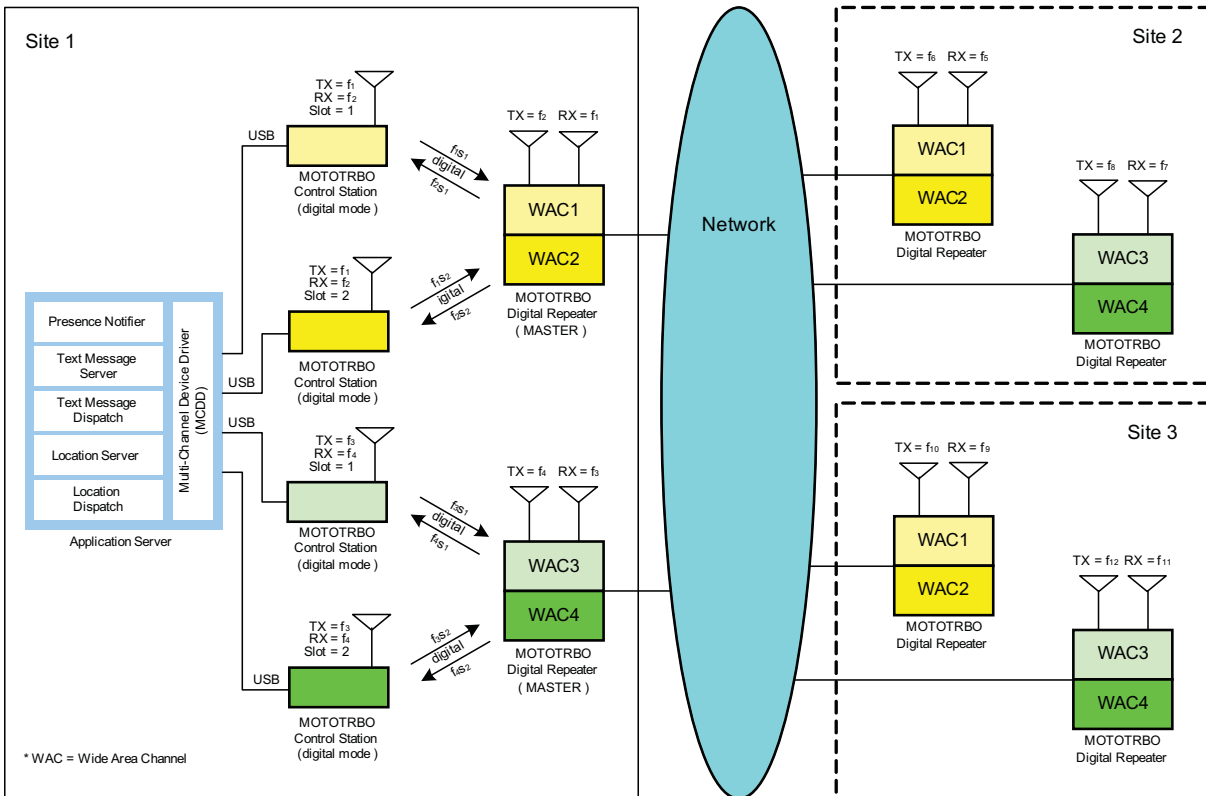 Site 1
TX = f₁
RX = f₂
Slot = 1
USB
MOTOTRBO
Control Station
(digital mode )
f₁s₁
digital
f₂s₁
TX = f₂ RX = f₁
WAC1
WAC2
MOTOTRBO
Digital Repeater
( MASTER )
TX = f₁
RX = f₂
Slot = 2
USB
MOTOTRBO
Control Station
(digital mode )
f₁s₂
igital
f₂s₂
Presence Notifier
Text Message
Server
Text Message
Dispatch
Location Server
Location
Dispatch
Multi-Channel Device Driver
(MCDD)
Application Server
USB
TX = f₃
RX = f₄
Slot = 1
MOTOTRBO
Control Station
(digital mode )
f₃s₁
digital
f₄s₁
TX = f₄ RX = f₃
WAC3
WAC4
MOTOTRBO
Digital Repeater
( MASTER )
TX = f₃
RX = f₄
Slot = 2
USB
MOTOTRBO
Control Station
(digital mode )
f₃s₂
digital
f₄s₂
* WAC = Wide Area Channel
Network
Site 2
TX = f₆ RX = f₅
WAC1
WAC2
MOTOTRBO
Digital Repeater
TX = f₈ RX = f₇
WAC3
WAC4
MOTOTRBO
Digital Repeater
Site 3
TX = f₁₀ RX = f₉
WAC1
WAC2
MOTOTRBO
Digital Repeater
TX = f₁₂ RX = f₁₁
WAC3
WAC4
MOTOTRBO
Digital Repeater